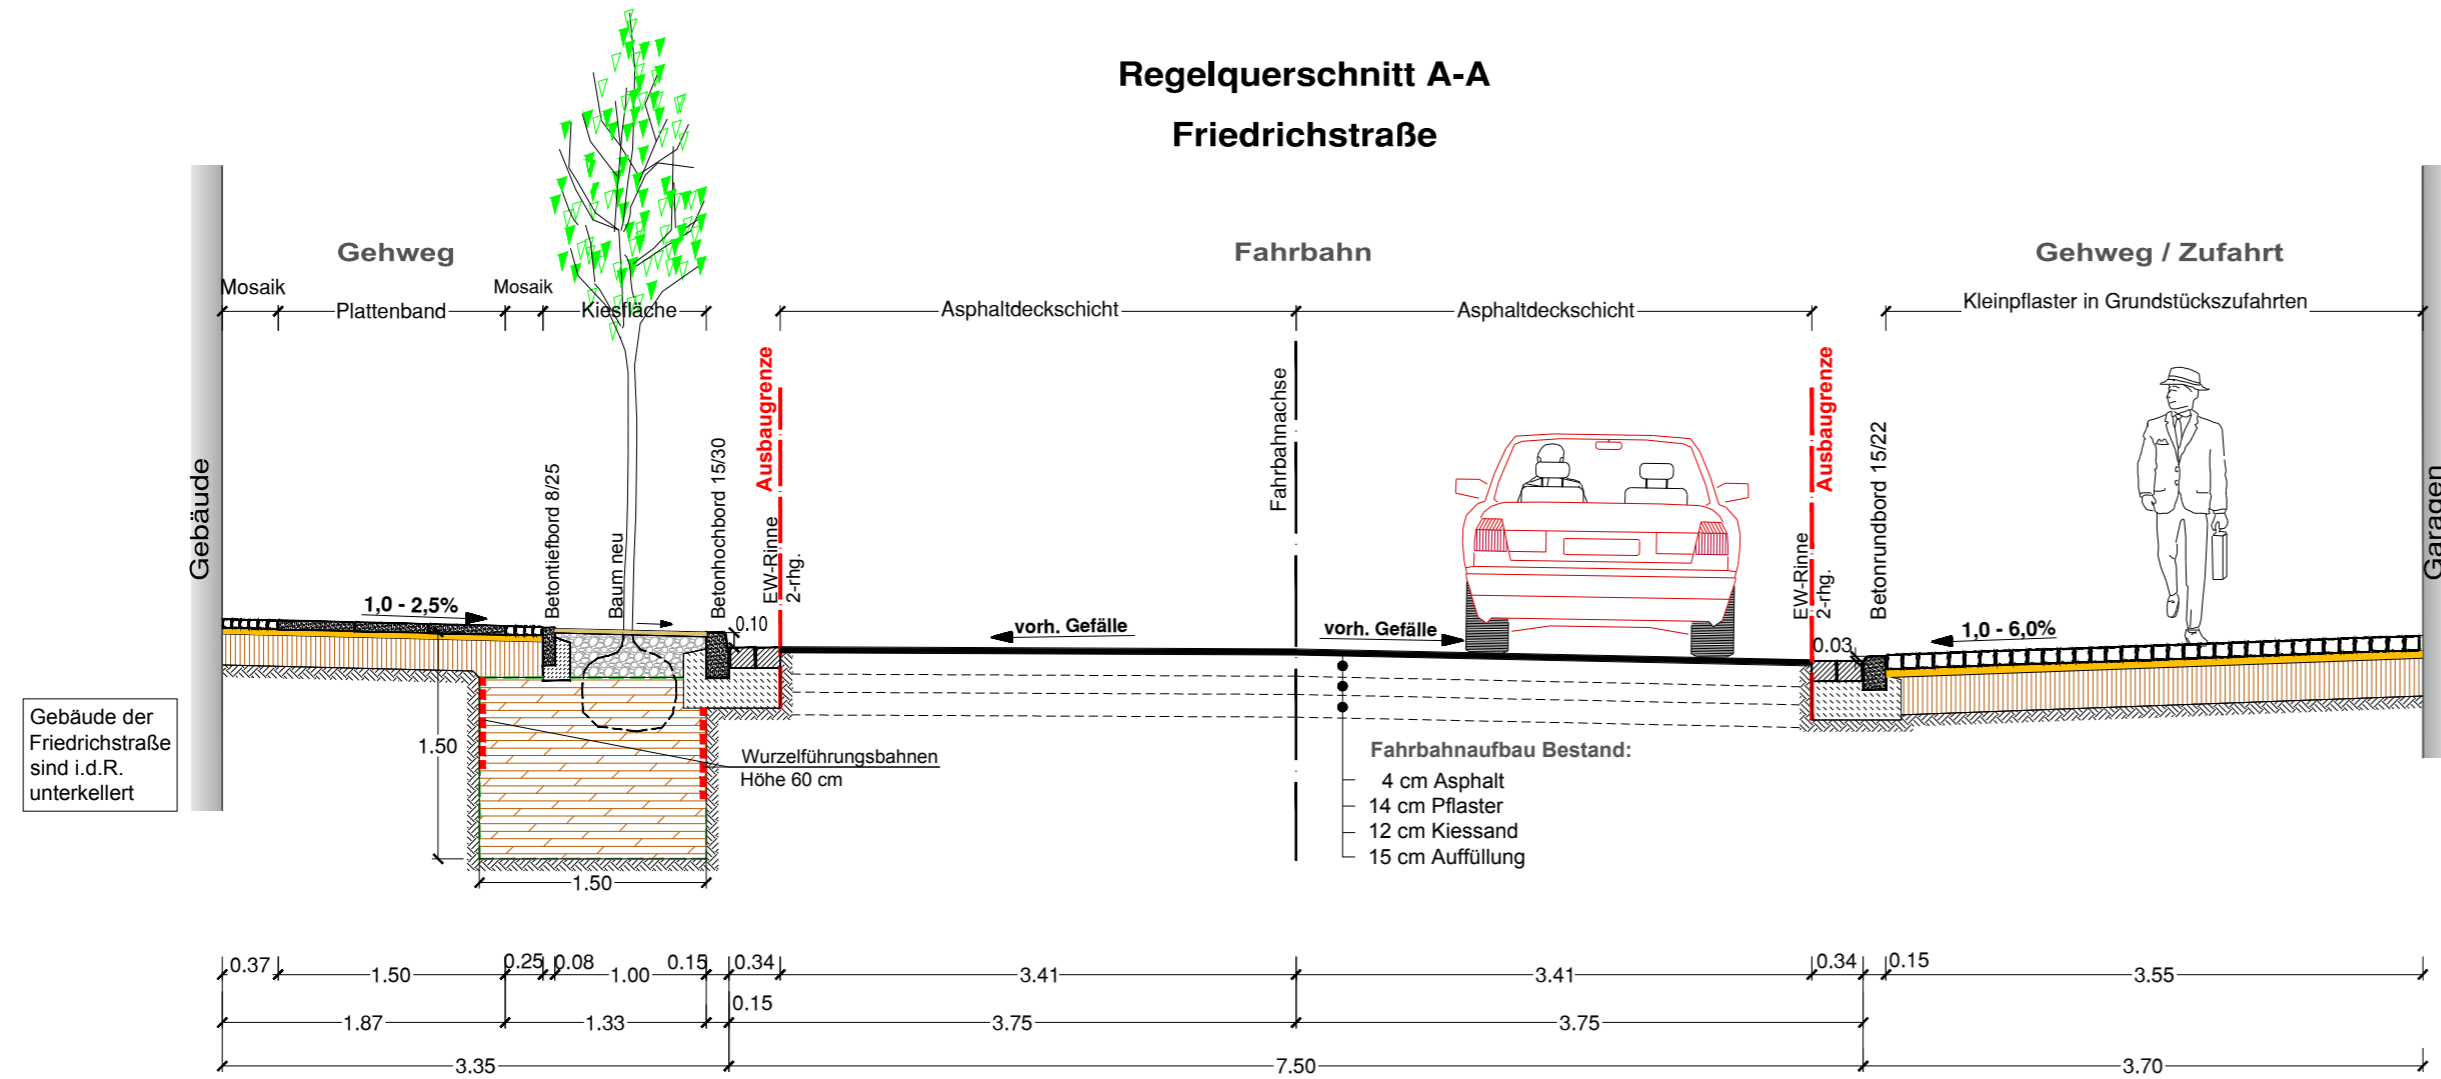 Regelquerschnitt A-A
Friedrichstraße
Gehweg
Fahrbahn
Gehweg / Zufahrt
Mosaik
Plattenband
Mosaik
Kiesfläche
Asphaltdeckschicht
Asphaltdeckschicht
Kleinpflaster in Grundstückszufahrten
Gebäude
Betontiefbord 8/25
Baum neu
Betonhochbord 15/30
Ausbaugrenze
EW-Rinne
2-rhg.
Fahrbahnachse
Ausbaugrenze
EW-Rinne
2-rhg.
Betonrundbord 15/22
Garagen
1,0 - 2,5%
0.10
vorh. Gefälle
vorh. Gefälle
0.03
1,0 - 6,0%
Gebäude der
Friedrichstraße
sind i.d.R.
unterkellert
1.50
1.50
Wurzelführungsbahnen
Höhe 60 cm
Fahrbahnaufbau Bestand:
4 cm Asphalt
14 cm Pflaster
12 cm Kiessand
15 cm Auffüllung
0.37
1.50
0.25
0.08
1.00
0.15
0.34
3.41
3.41
0.34
0.15
3.55
1.87
1.33
0.15
3.75
3.75
3.35
7.50
3.70